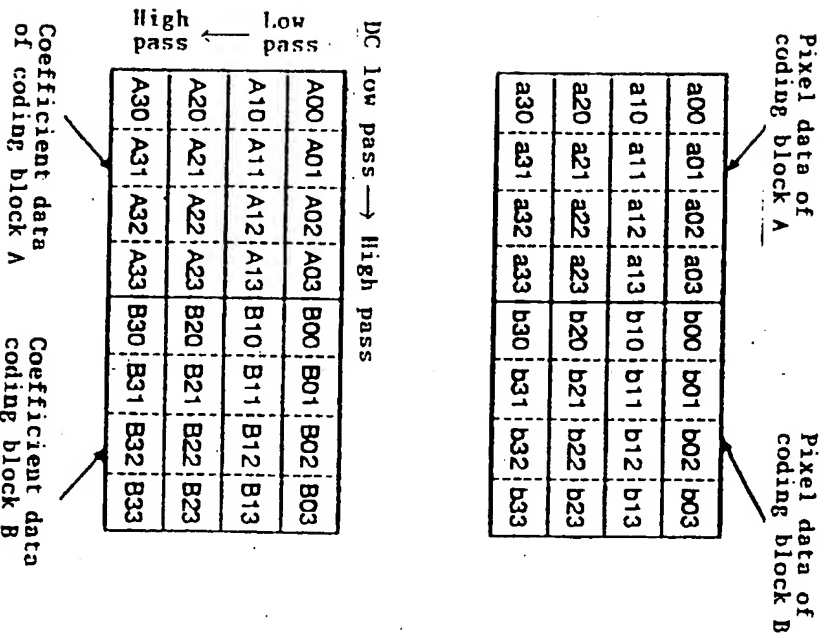 Pixel data of
coding block A
Pixel data of
coding block B
a00 a01 a02 a03 b00 b01 b02 b03
a10 a11 a12 a13 b10 b11 b12 b13
a20 a21 a22 a23 b20 b21 b22 b23
a30 a31 a32 a33 b30 b31 b32 b33
DC low pass → High pass
High
pass
←
Low
pass
A00 A01 A02 A03 B00 B01 B02 B03
A10 A11 A12 A13 B10 B11 B12 B13
A20 A21 A22 A23 B20 B21 B22 B23
A30 A31 A32 A33 B30 B31 B32 B33
Coefficient data
of coding block A
Coefficient data
coding block B